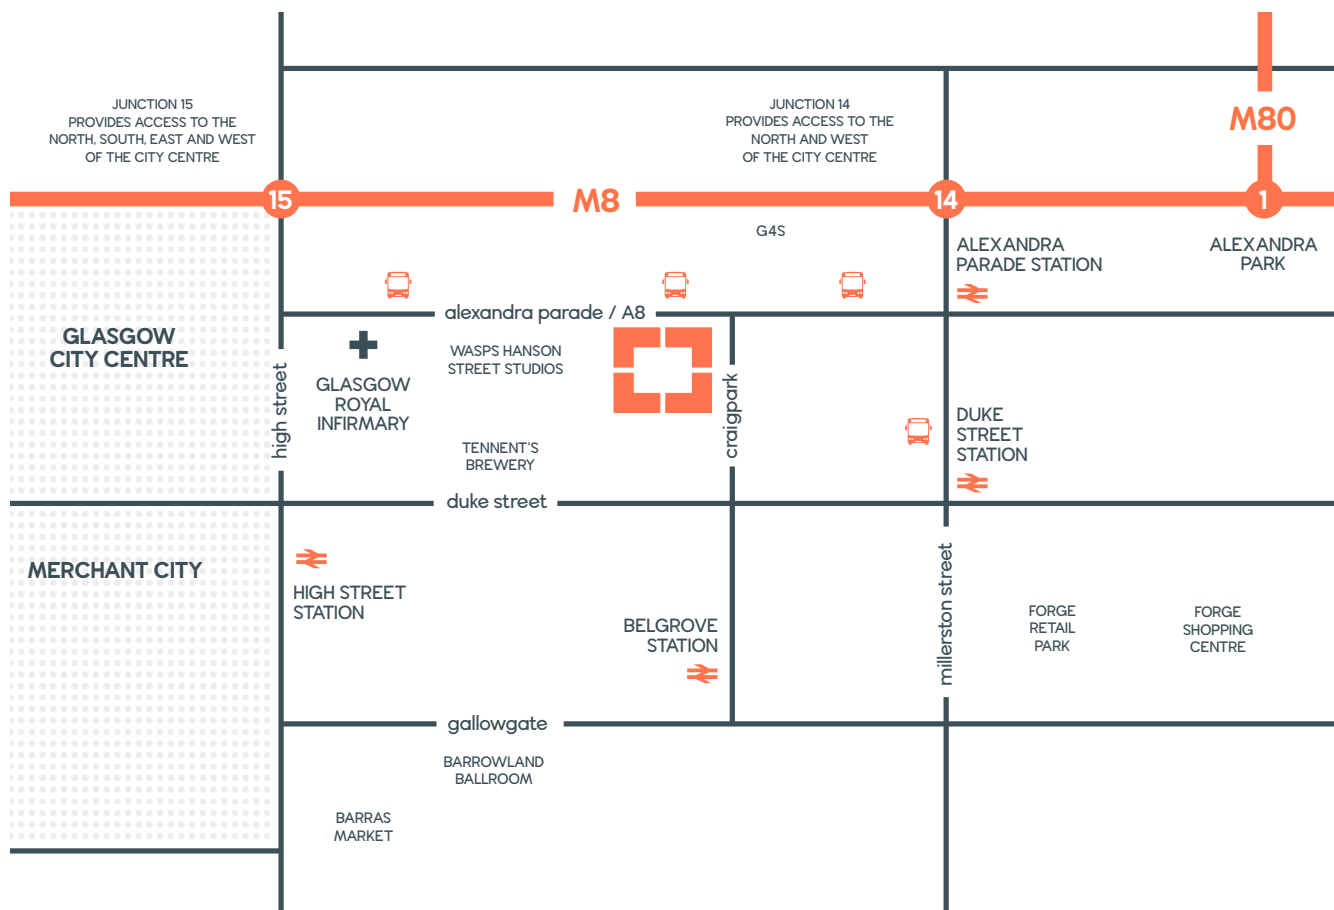 JUNCTION 15
PROVIDES ACCESS TO THE
NORTH, SOUTH, EAST AND WEST
OF THE CITY CENTRE
JUNCTION 14
PROVIDES ACCESS TO THE
NORTH AND WEST
OF THE CITY CENTRE
M80
15
M8
14
1
G4S
ALEXANDRA
PARADE STATION
ALEXANDRA
PARK
alexandra parade / A8
GLASGOW
CITY CENTRE
high street
GLASGOW
ROYAL
INFIRMARY
WASPS HANSON
STREET STUDIOS
craigpark
TENNENT'S
BREWERY
DUKE
STREET
STATION
duke street
MERCHANT CITY
HIGH STREET
STATION
BELGROVE
STATION
millerston street
FORGE
RETAIL
PARK
FORGE
SHOPPING
CENTRE
gallowgate
BARROWLAND
BALLROOM
BARRAS
MARKET